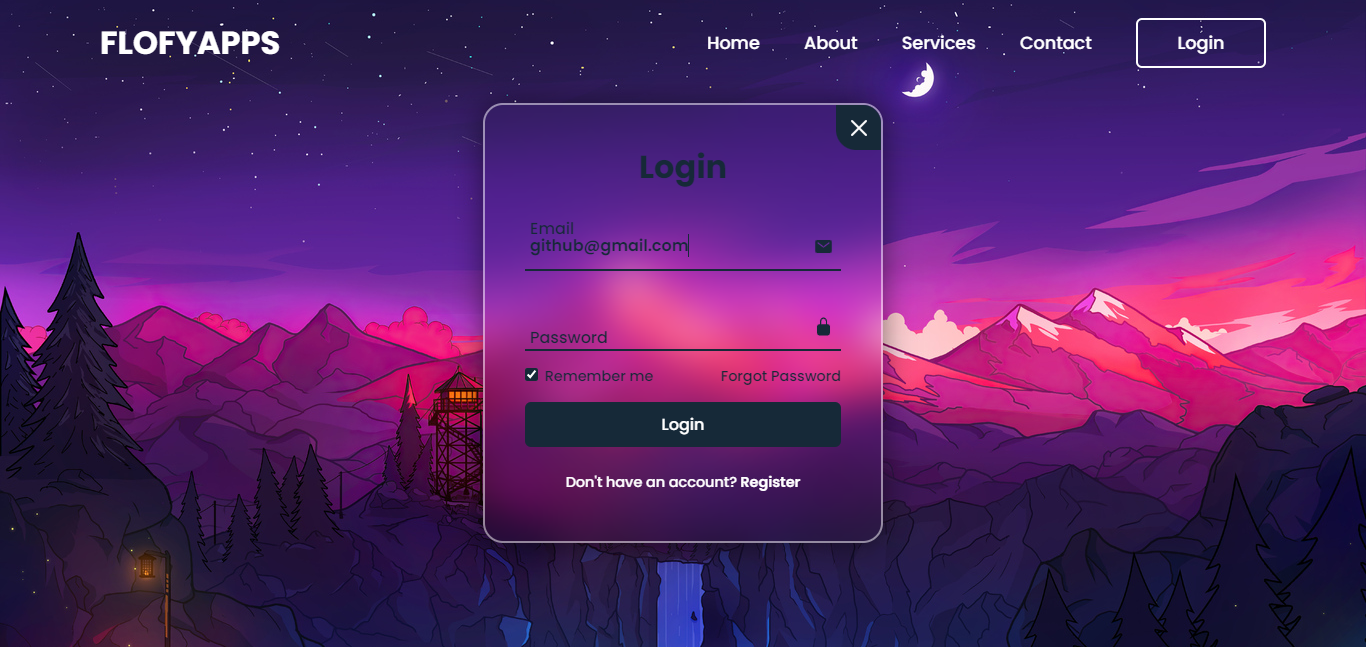 FLOFYAPPS
Home About Services Contact Login
Login
Email
github@gmail.com
Password
Remember me Forgot Password
Login
Don't have an account? Register